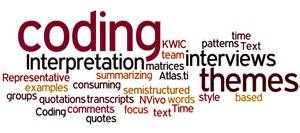 coding KWIC patterns time Text
team interviews
Interpretation matrices
Representative summarizing Atlas.ti themes
examples consuming semistructured
groups quotations transcripts NVivo words style based
Coding comments focus text Time
quotes